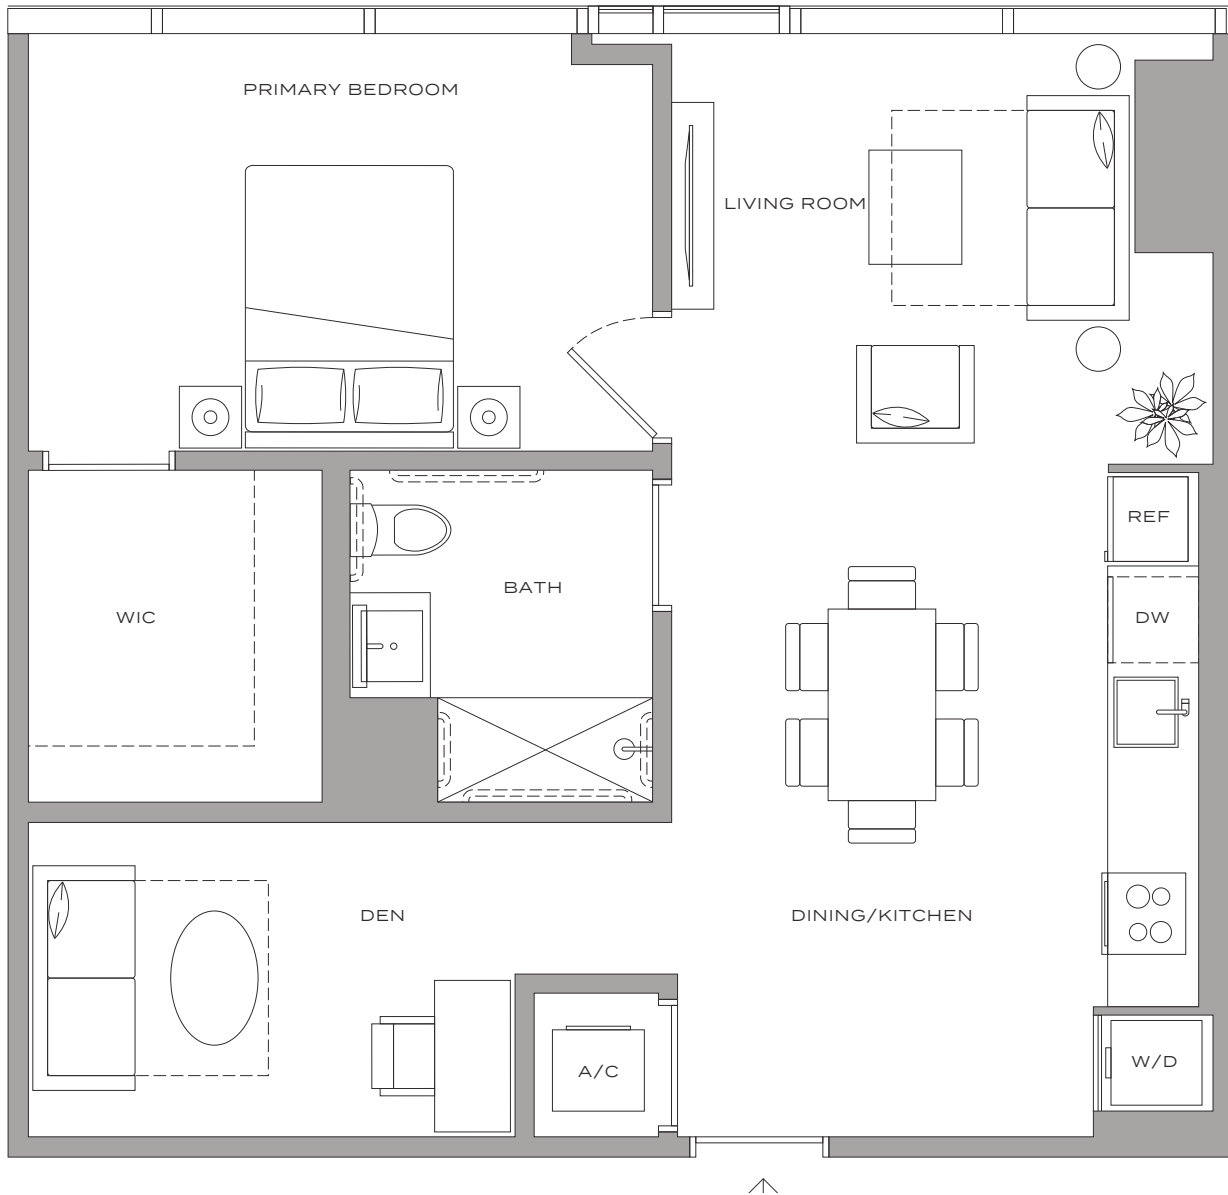 PRIMARY BEDROOM
LIVING ROOM
REF
BATH
WIC
DW
DEN
DINING/KITCHEN
A/C
W/D